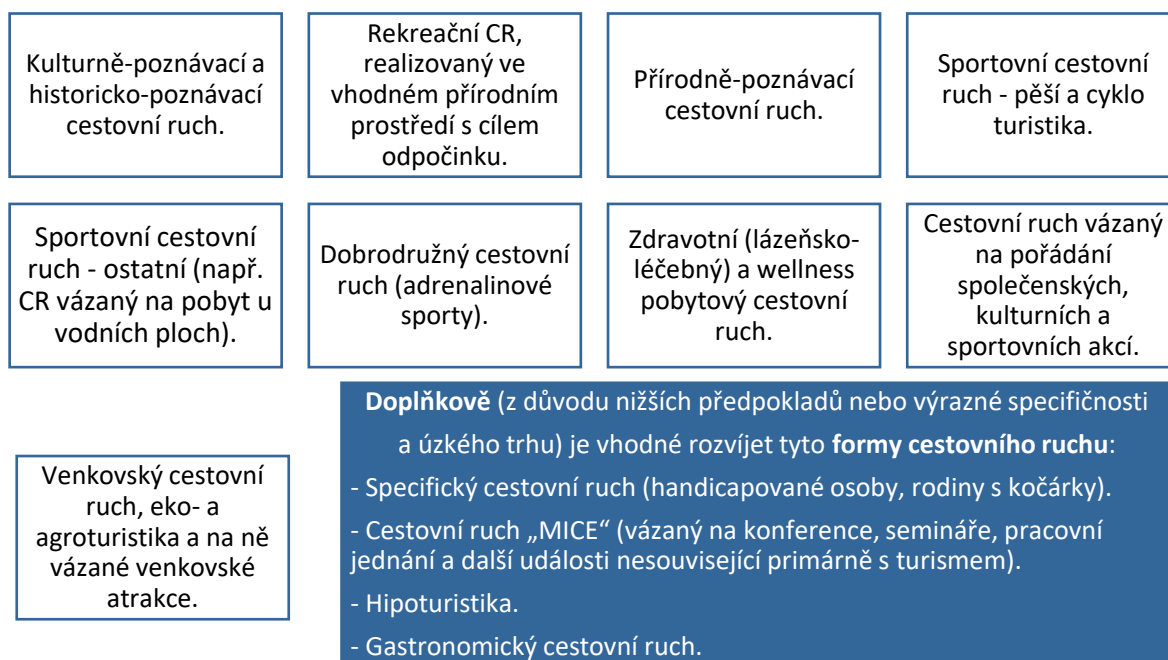 Kulturně-poznávací a
historicko-poznávací
cestovní ruch.
Rekreační CR,
realizovaný ve
vhodném přírodním
prostředí s cílem
odpočinku.
Přírodně-poznávací
cestovní ruch.
Sportovní cestovní
ruch - pěší a cyklo
turistika.
Sportovní cestovní
ruch - ostatní (např.
CR vázaný na pobyt u
vodních ploch).
Dobrodružný cestovní
ruch (adrenalinové
sporty).
Zdravotní (lázeňsko-
léčebný) a wellness
pobytový cestovní
ruch.
Cestovní ruch vázaný
na pořádání
společenských,
kulturních a
sportovních akcí.
Venkovský cestovní
ruch, eko- a
agroturistika a na ně
vázané venkovské
atrakce.
Doplňkově (z důvodu nižších předpokladů nebo výrazné specifičnosti
a úzkého trhu) je vhodné rozvíjet tyto formy cestovního ruchu:
- Specifický cestovní ruch (handicapované osoby, rodiny s kočárky).
- Cestovní ruch „MICE“ (vázaný na konference, semináře, pracovní
jednání a další události nesouvisející primárně s turismem).
- Hipoturistika.
- Gastronomický cestovní ruch.